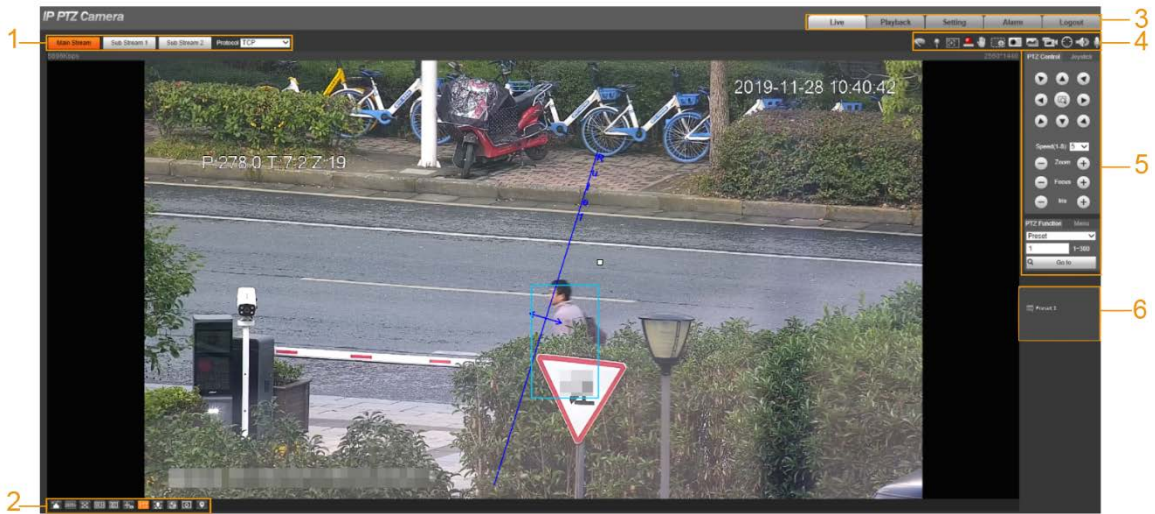 IP PTZ Camera
Live Playback Setting Alarm Logout 3
1 Main Stream Sub Stream 1 Sub Stream 2 Protocol TCP 4
PTZ Control Joystick
2019-11-28 10:40:42
Speed(1-8) 5
P:278.0 T:7.2 Z:19
Zoom 5
Focus
Iris
PTZ Function Menu
Preset
1 1~300
Go to
Preset 1 6
2